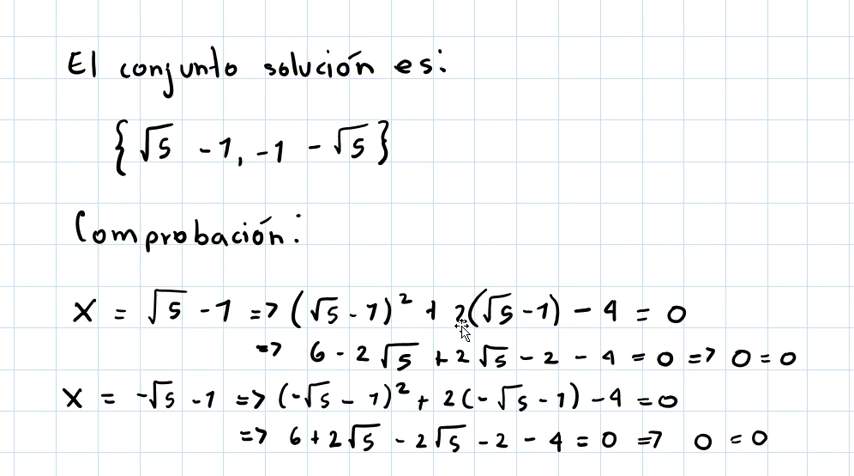 El conjunto solución es:
{√5 - 1, -1 - √5}
Comprobación:
x = √5 - 1 => (√5 - 1)² + 2(√5 - 1) - 4 = 0
=> 6 - 2√5 + 2√5 - 2 - 4 = 0 => 0 = 0
x = -√5 - 1 => (-√5 - 1)² + 2(-√5 - 1) - 4 = 0
=> 6 + 2√5 - 2√5 - 2 - 4 = 0 => 0 = 0